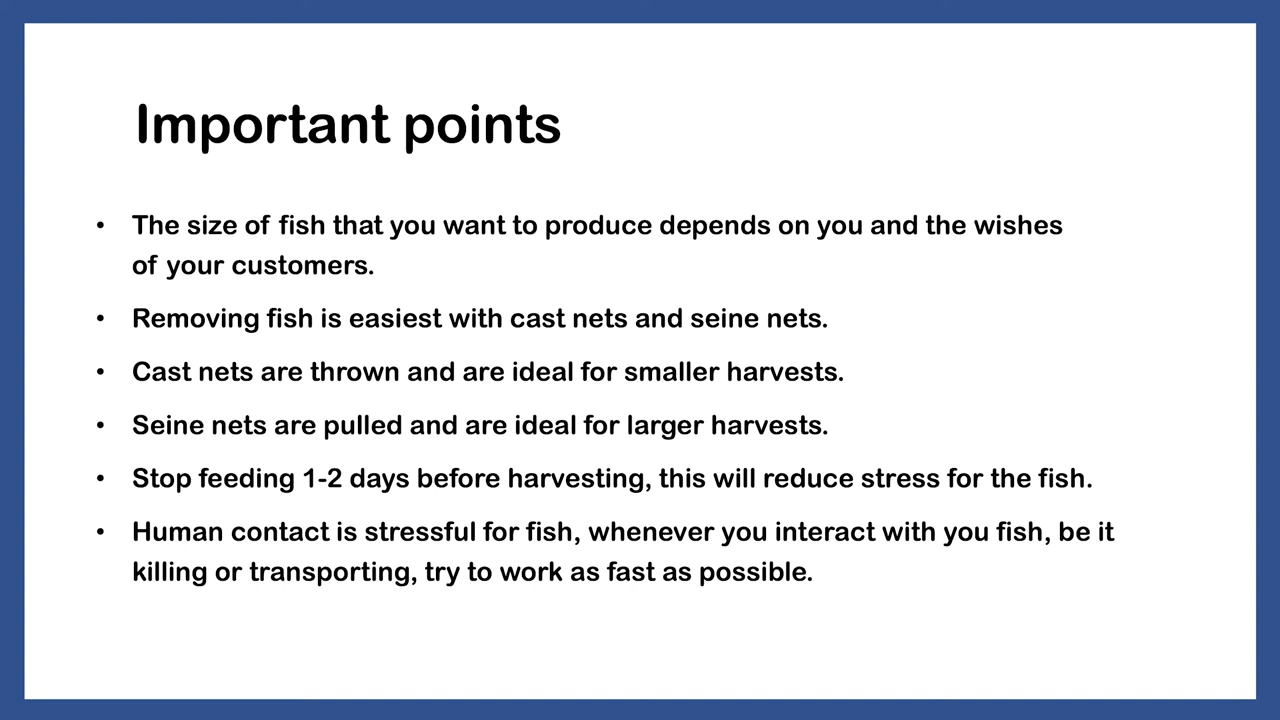 Important points
• The size of fish that you want to produce depends on you and the wishes
of your customers.
• Removing fish is easiest with cast nets and seine nets.
• Cast nets are thrown and are ideal for smaller harvests.
• Seine nets are pulled and are ideal for larger harvests.
• Stop feeding 1-2 days before harvesting, this will reduce stress for the fish.
• Human contact is stressful for fish, whenever you interact with you fish, be it
killing or transporting, try to work as fast as possible.